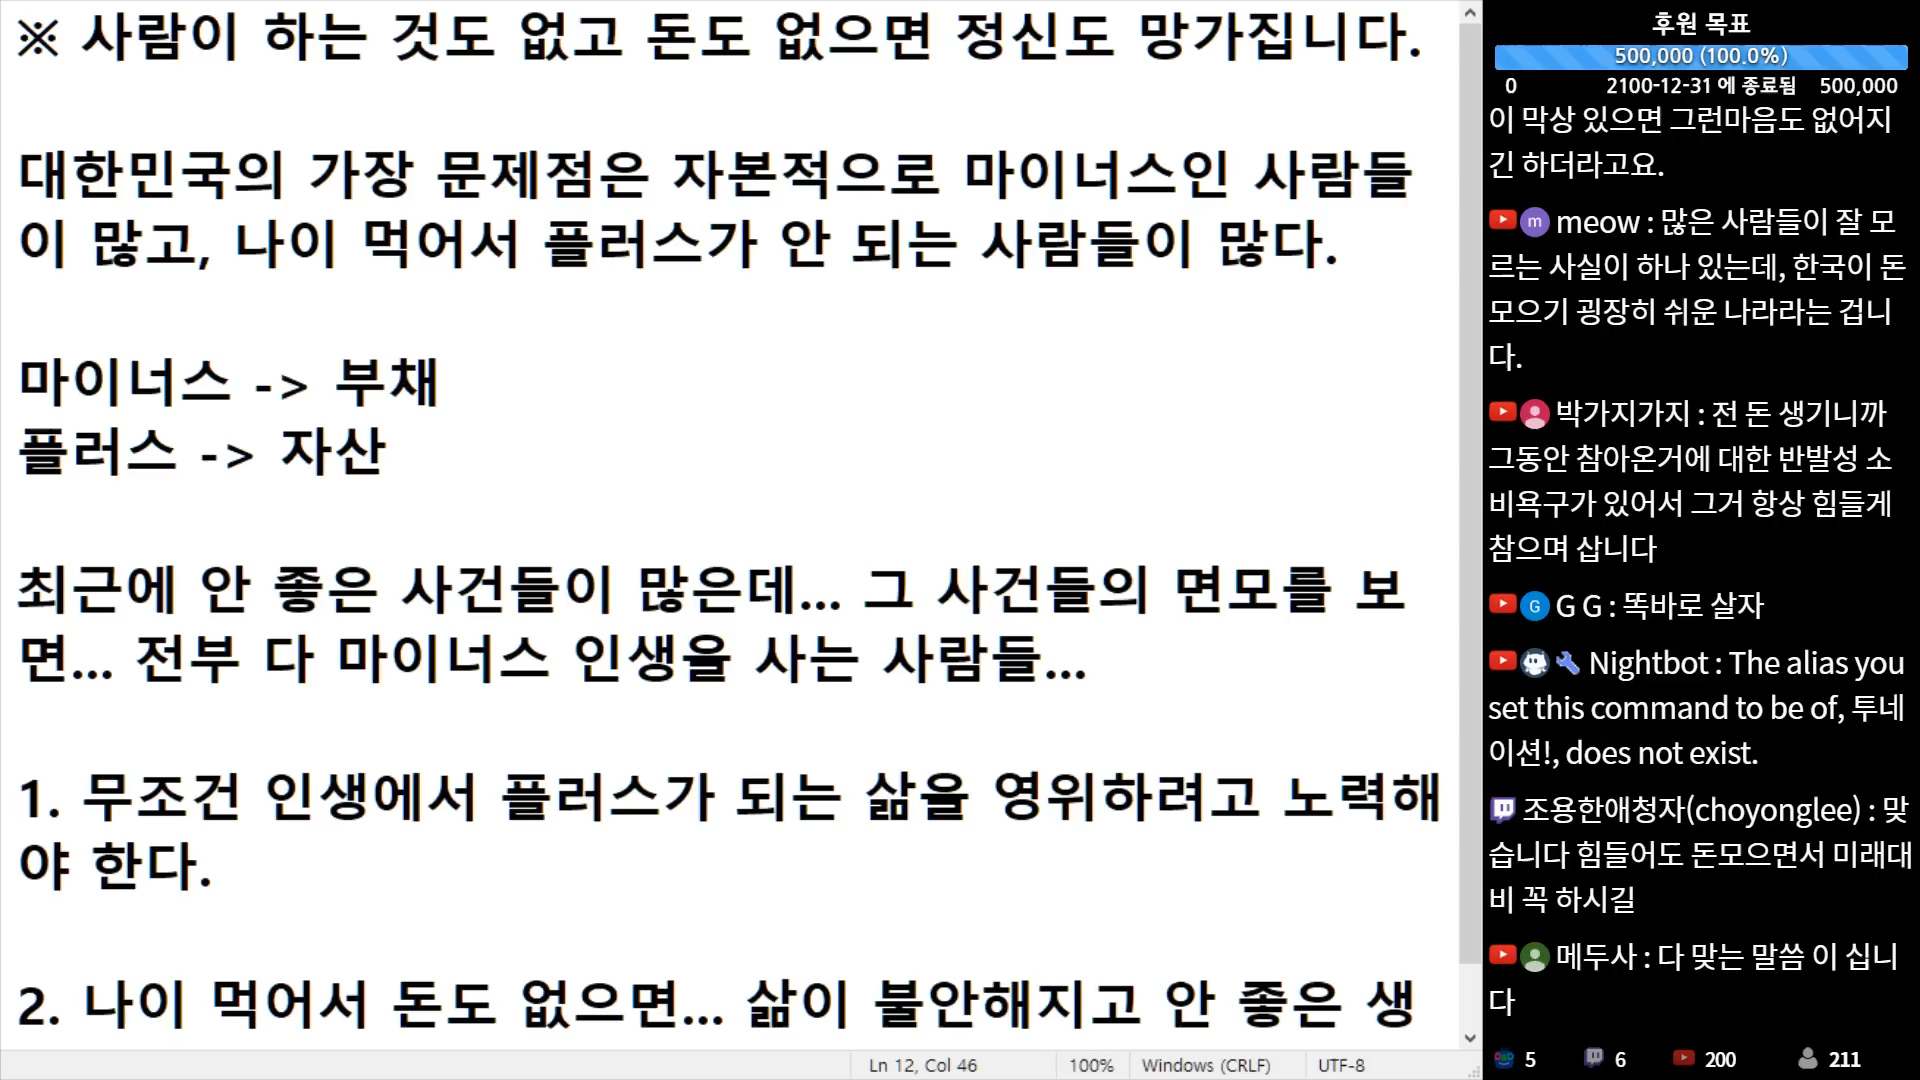 ※ 사람이 하는 것도 없고 돈도 없으면 정신도 망가집니다.
대한민국의 가장 문제점은 자본적으로 마이너스인 사람들
이 많고, 나이 먹어서 플러스가 안 되는 사람들이 많다.
마이너스 -> 부채
플러스 -> 자산
최근에 안 좋은 사건들이 많은데... 그 사건들의 면모를 보
면... 전부 다 마이너스 인생을 사는 사람들...
1. 무조건 인생에서 플러스가 되는 삶을 영위하려고 노력해
야 한다.
2. 나이 먹어서 돈도 없으면... 삶이 불안해지고 안 좋은 생
Ln 12, Col 46
100%
Windows (CRLF)
UTF-8
후원 목표
500,000 (100.0%)
0 2100-12-31 에 종료됨 500,000
이 막상 있으면 그런마음도 없어지
긴 하더라고요.
m meow : 많은 사람들이 잘 모
르는 사실이 하나 있는데, 한국이 돈
모으기 굉장히 쉬운 나라라는 겁니
다.
박가지가지 : 전 돈 생기니까
그동안 참아온거에 대한 반발성 소
비욕구가 있어서 그거 항상 힘들게
참으며 삽니다
G G G : 똑바로 살자
Nightbot : The alias you
set this command to be of, 투네
이션!, does not exist.
조용한애청자(choyonglee) : 맞
습니다 힘들어도 돈모으면서 미래대
비 꼭 하시길
메두사 : 다 맞는 말씀 이 십니
다
5 6 200 211